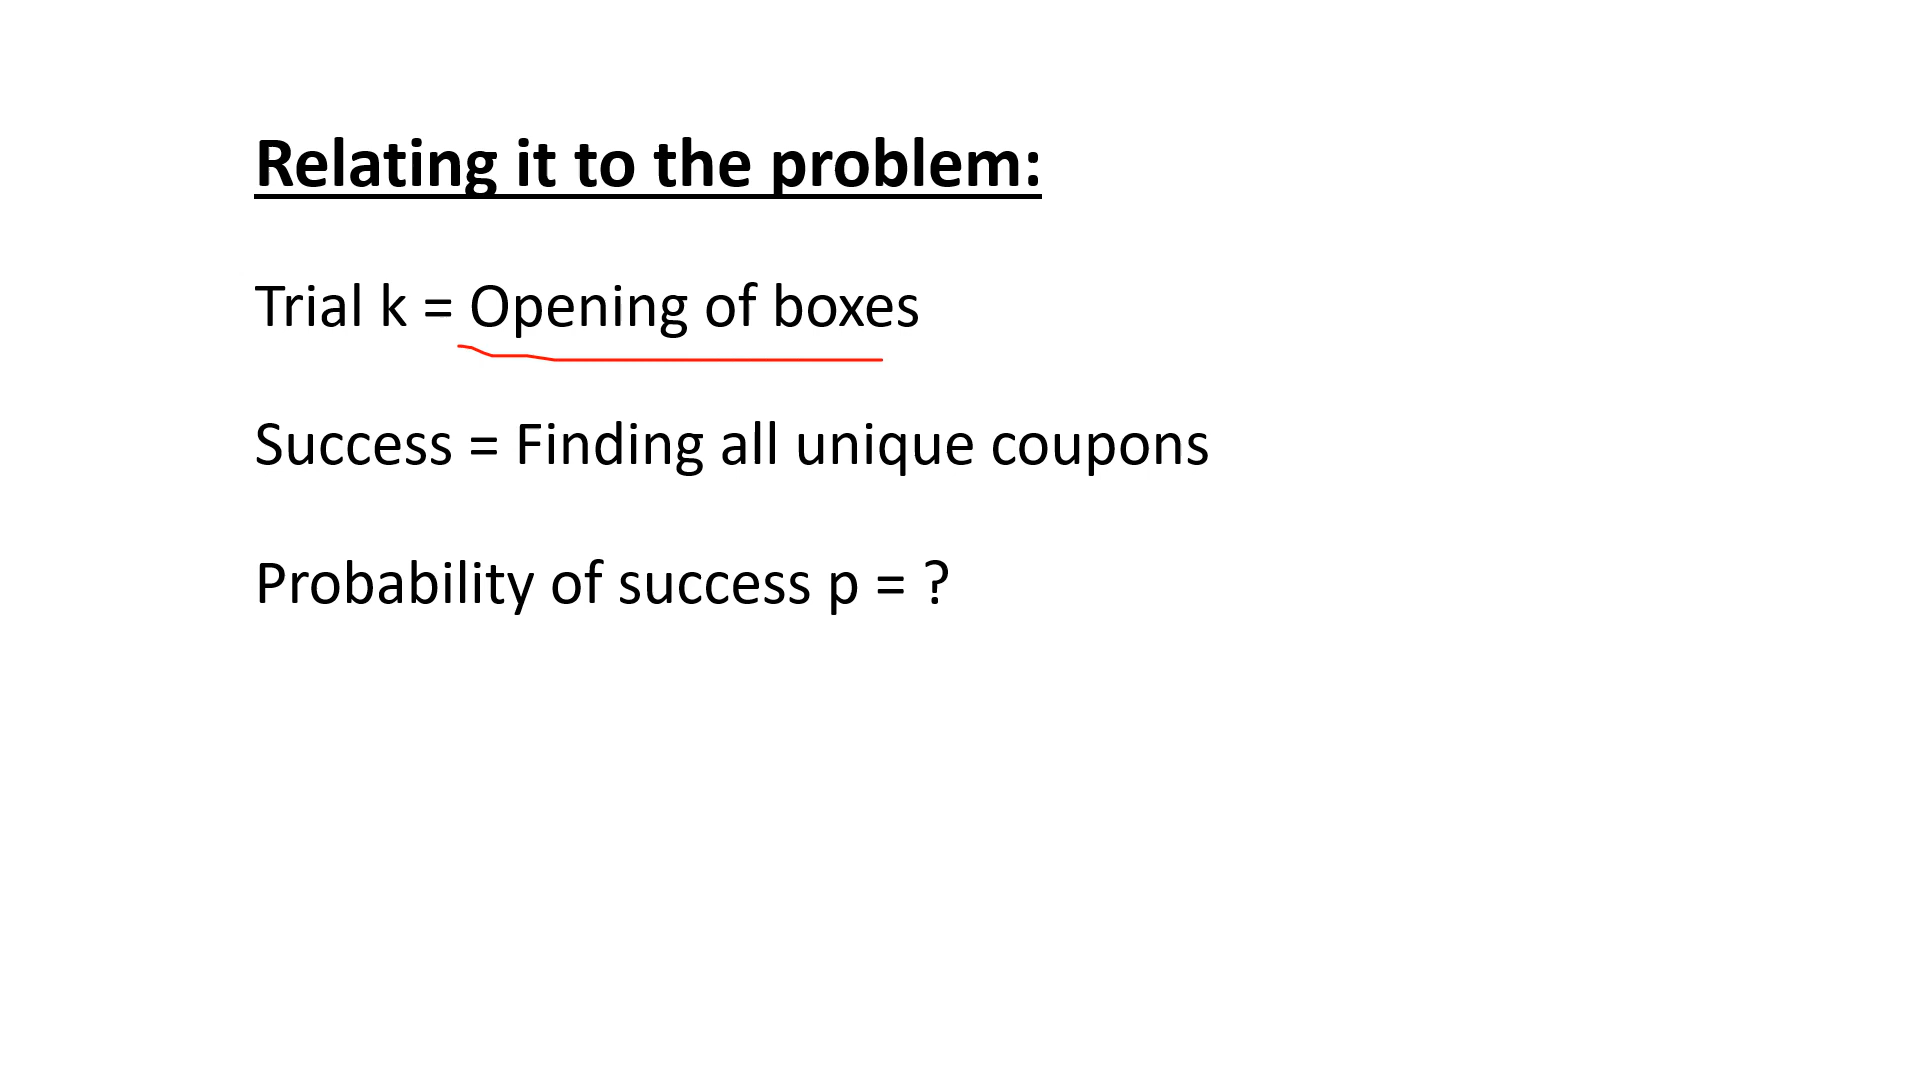 Relating it to the problem:
Trial k = Opening of boxes
Success = Finding all unique coupons
Probability of success p = ?